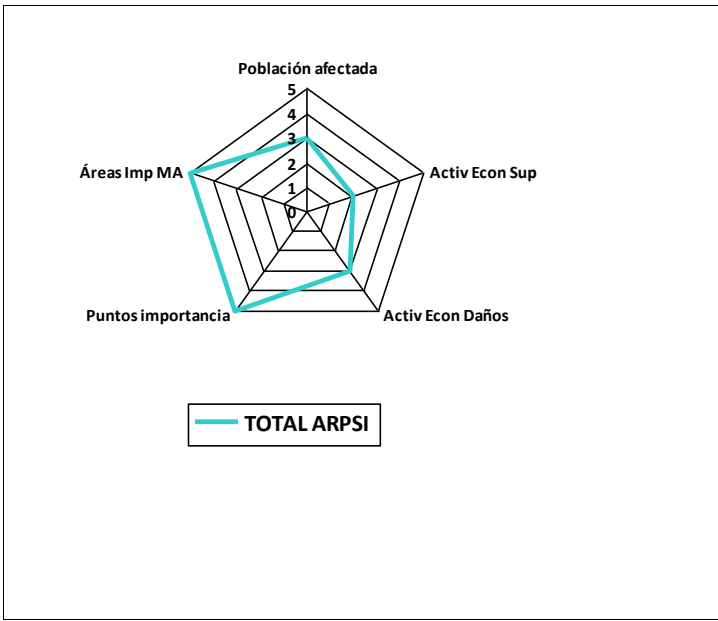 Población afectada
5
4
3
2
1
0
Áreas Imp MA
Activ Econ Sup
Puntos importancia
Activ Econ Daños
TOTAL ARPSI